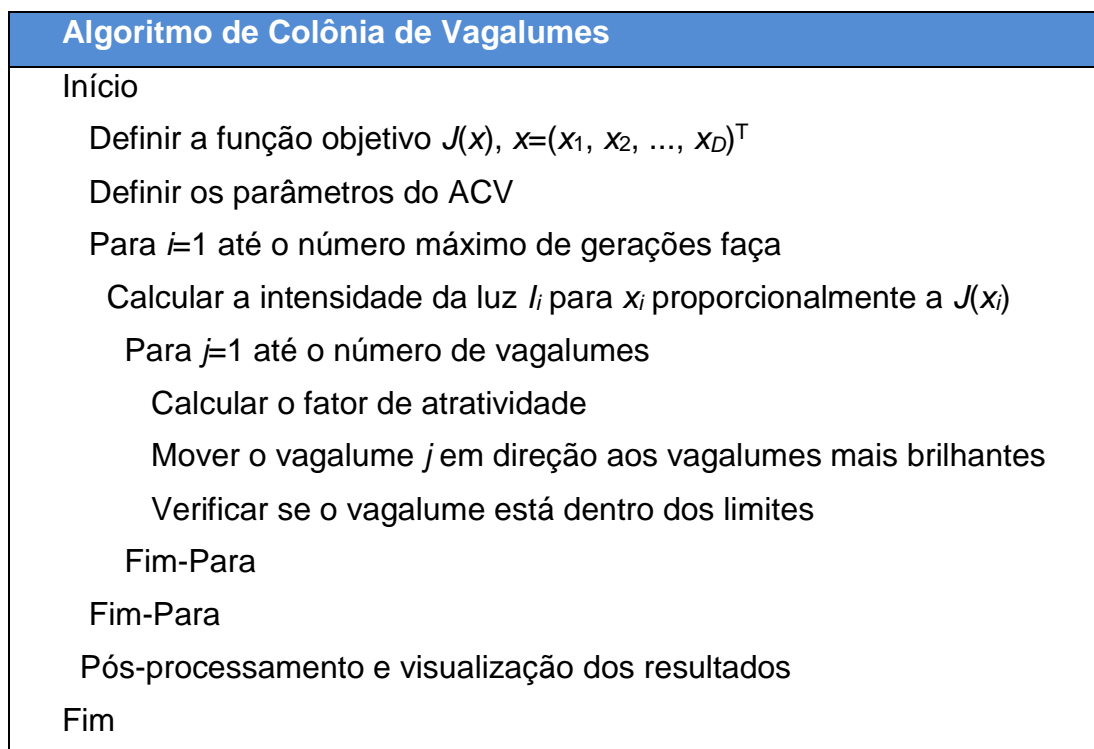 Algoritmo de Colônia de Vagalumes
Início
Definir a função objetivo J(x), x=(x1, x2, ..., xD)T
Definir os parâmetros do ACV
Para i=1 até o número máximo de gerações faça
Calcular a intensidade da luz Ii para xi proporcionalmente a J(xi)
Para j=1 até o número de vagalumes
Calcular o fator de atratividade
Mover o vagalume j em direção aos vagalumes mais brilhantes
Verificar se o vagalume está dentro dos limites
Fim-Para
Fim-Para
Pós-processamento e visualização dos resultados
Fim